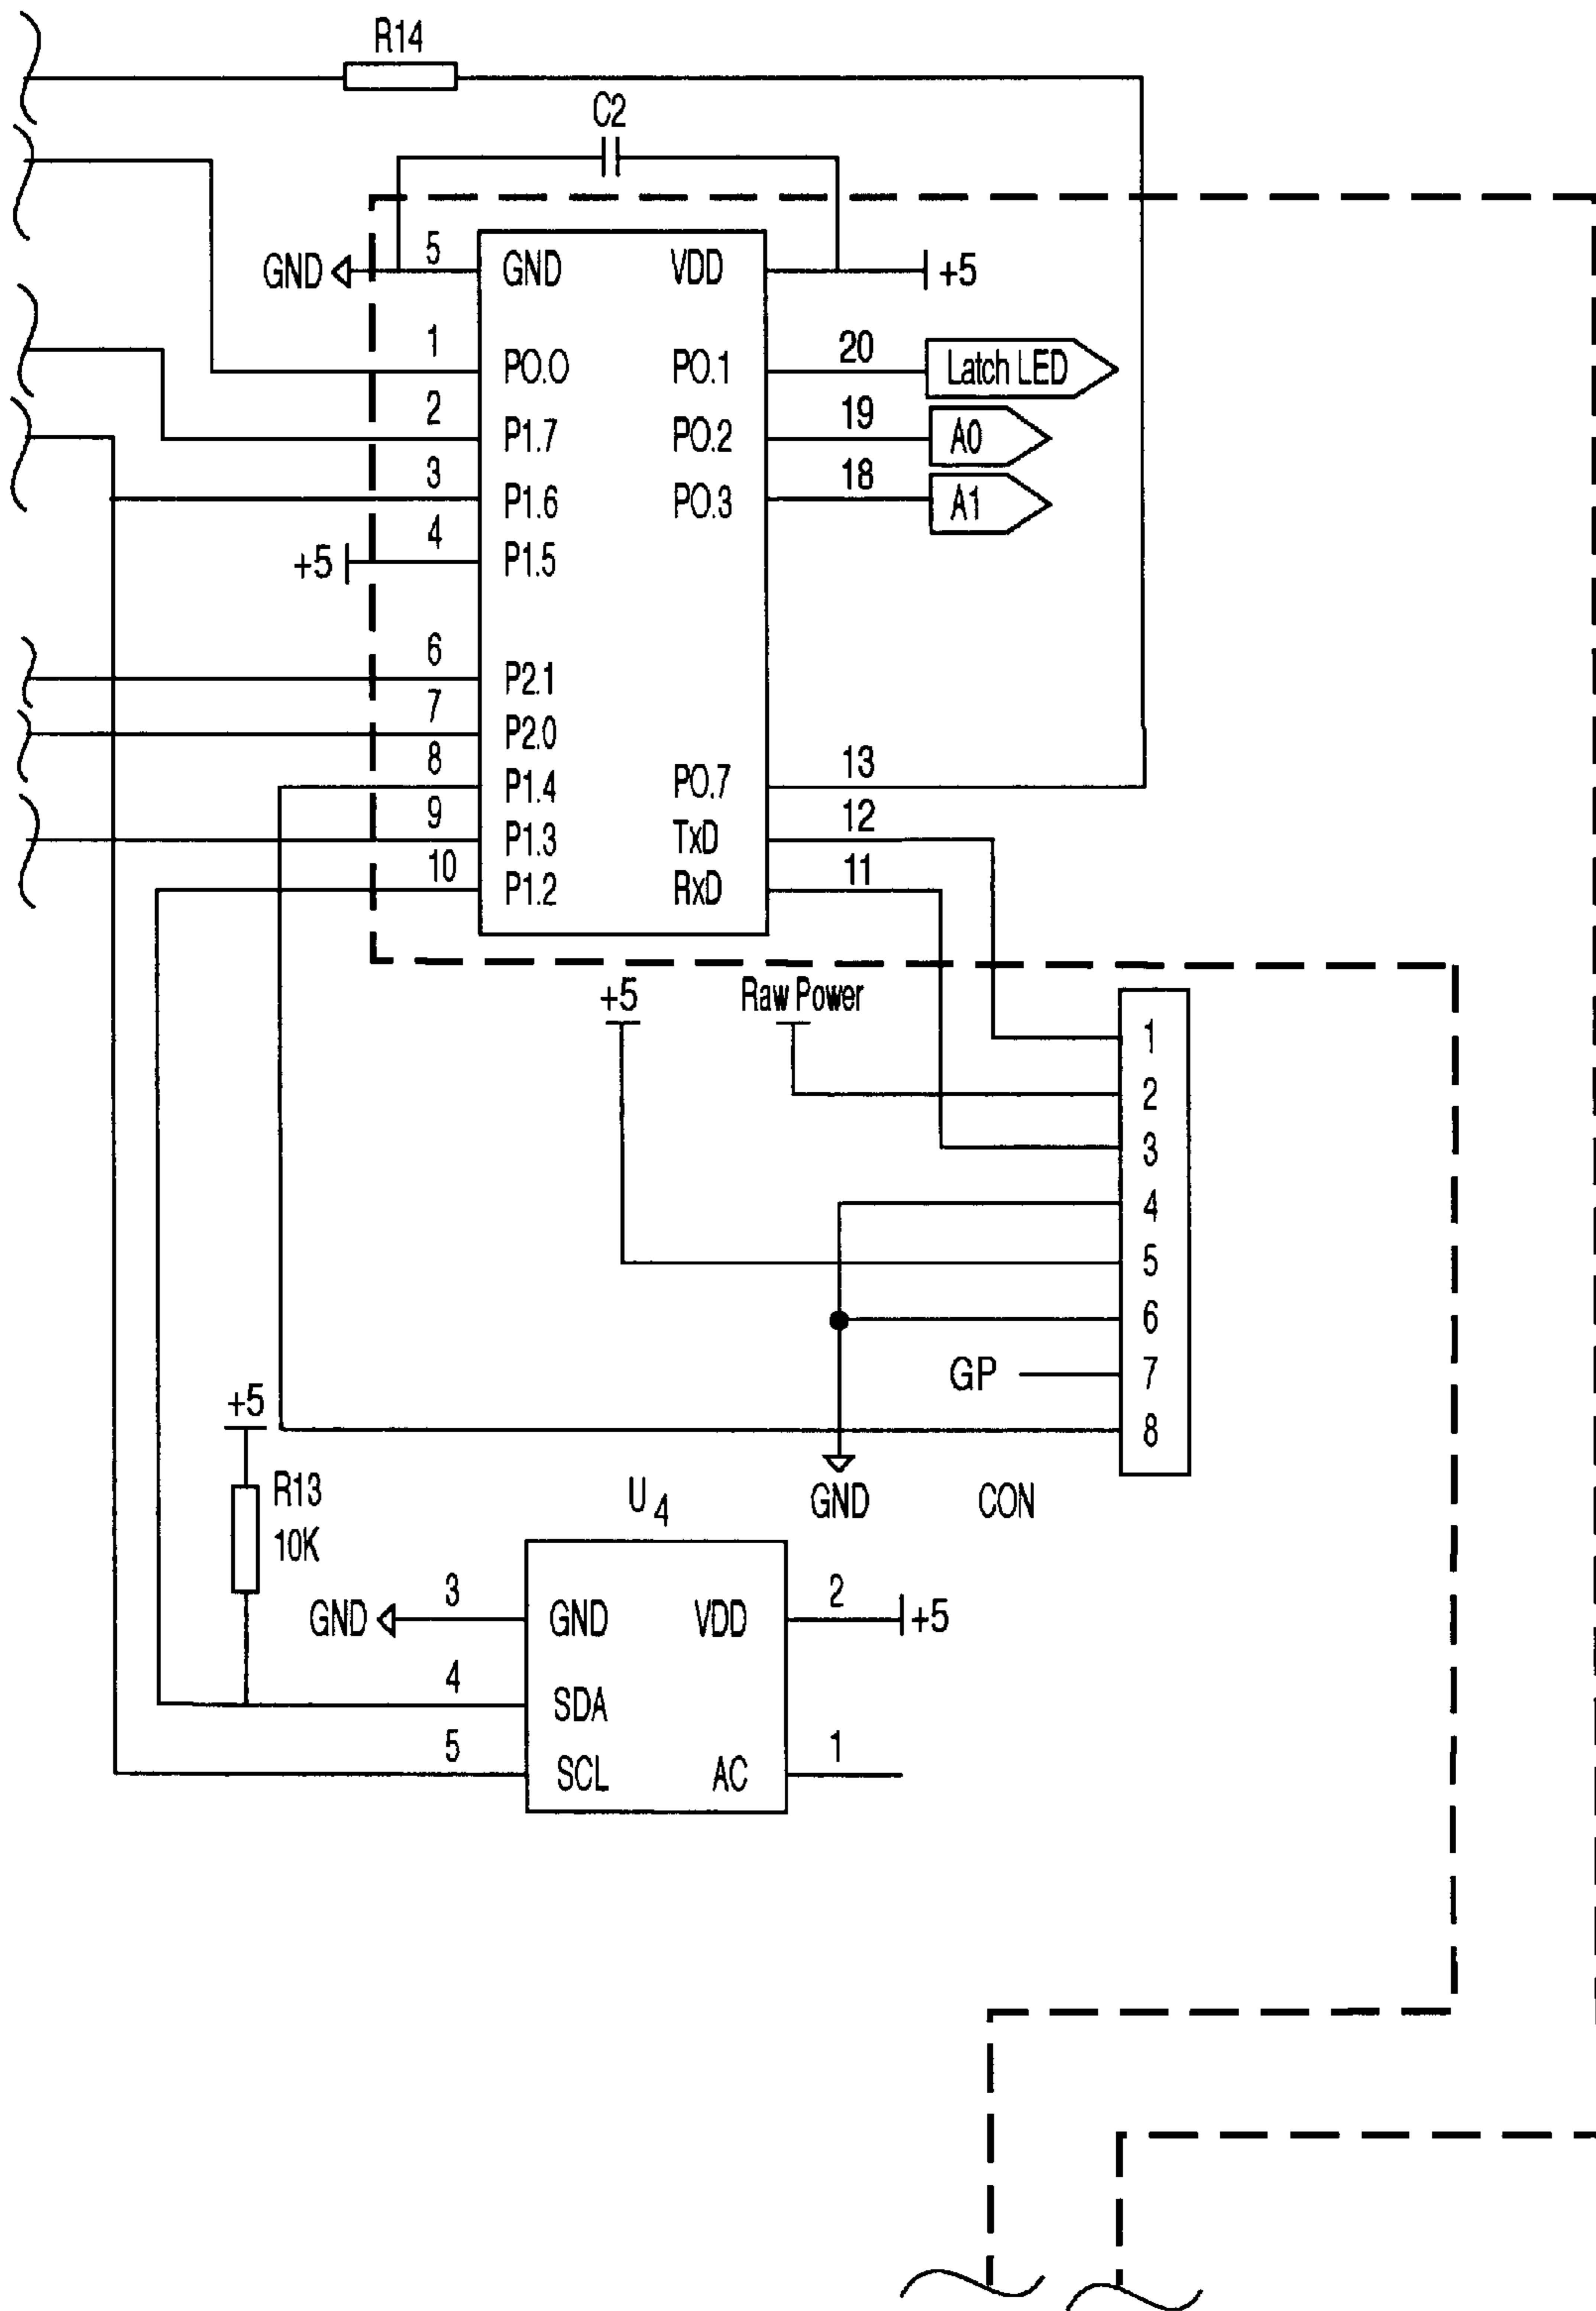 R14
C2
GND 5 GND VDD +5
1 PO.O PO.1 20 Latch LED
2 P1.7 PO.2 19 A0
3 P1.6 PO.3 18 A1
+5 4 P1.5
6 P2.1
7 P2.0
8 P1.4 PO.7 13
9 P1.3 TxD 12
10 P1.2 RxD 11
+5 Raw Power
1
2
3
4
5
6
GP 7
8
+5
R13
10K
U4
GND CON
GND 3 GND VDD 2 +5
4 SDA
5 SCL AC 1